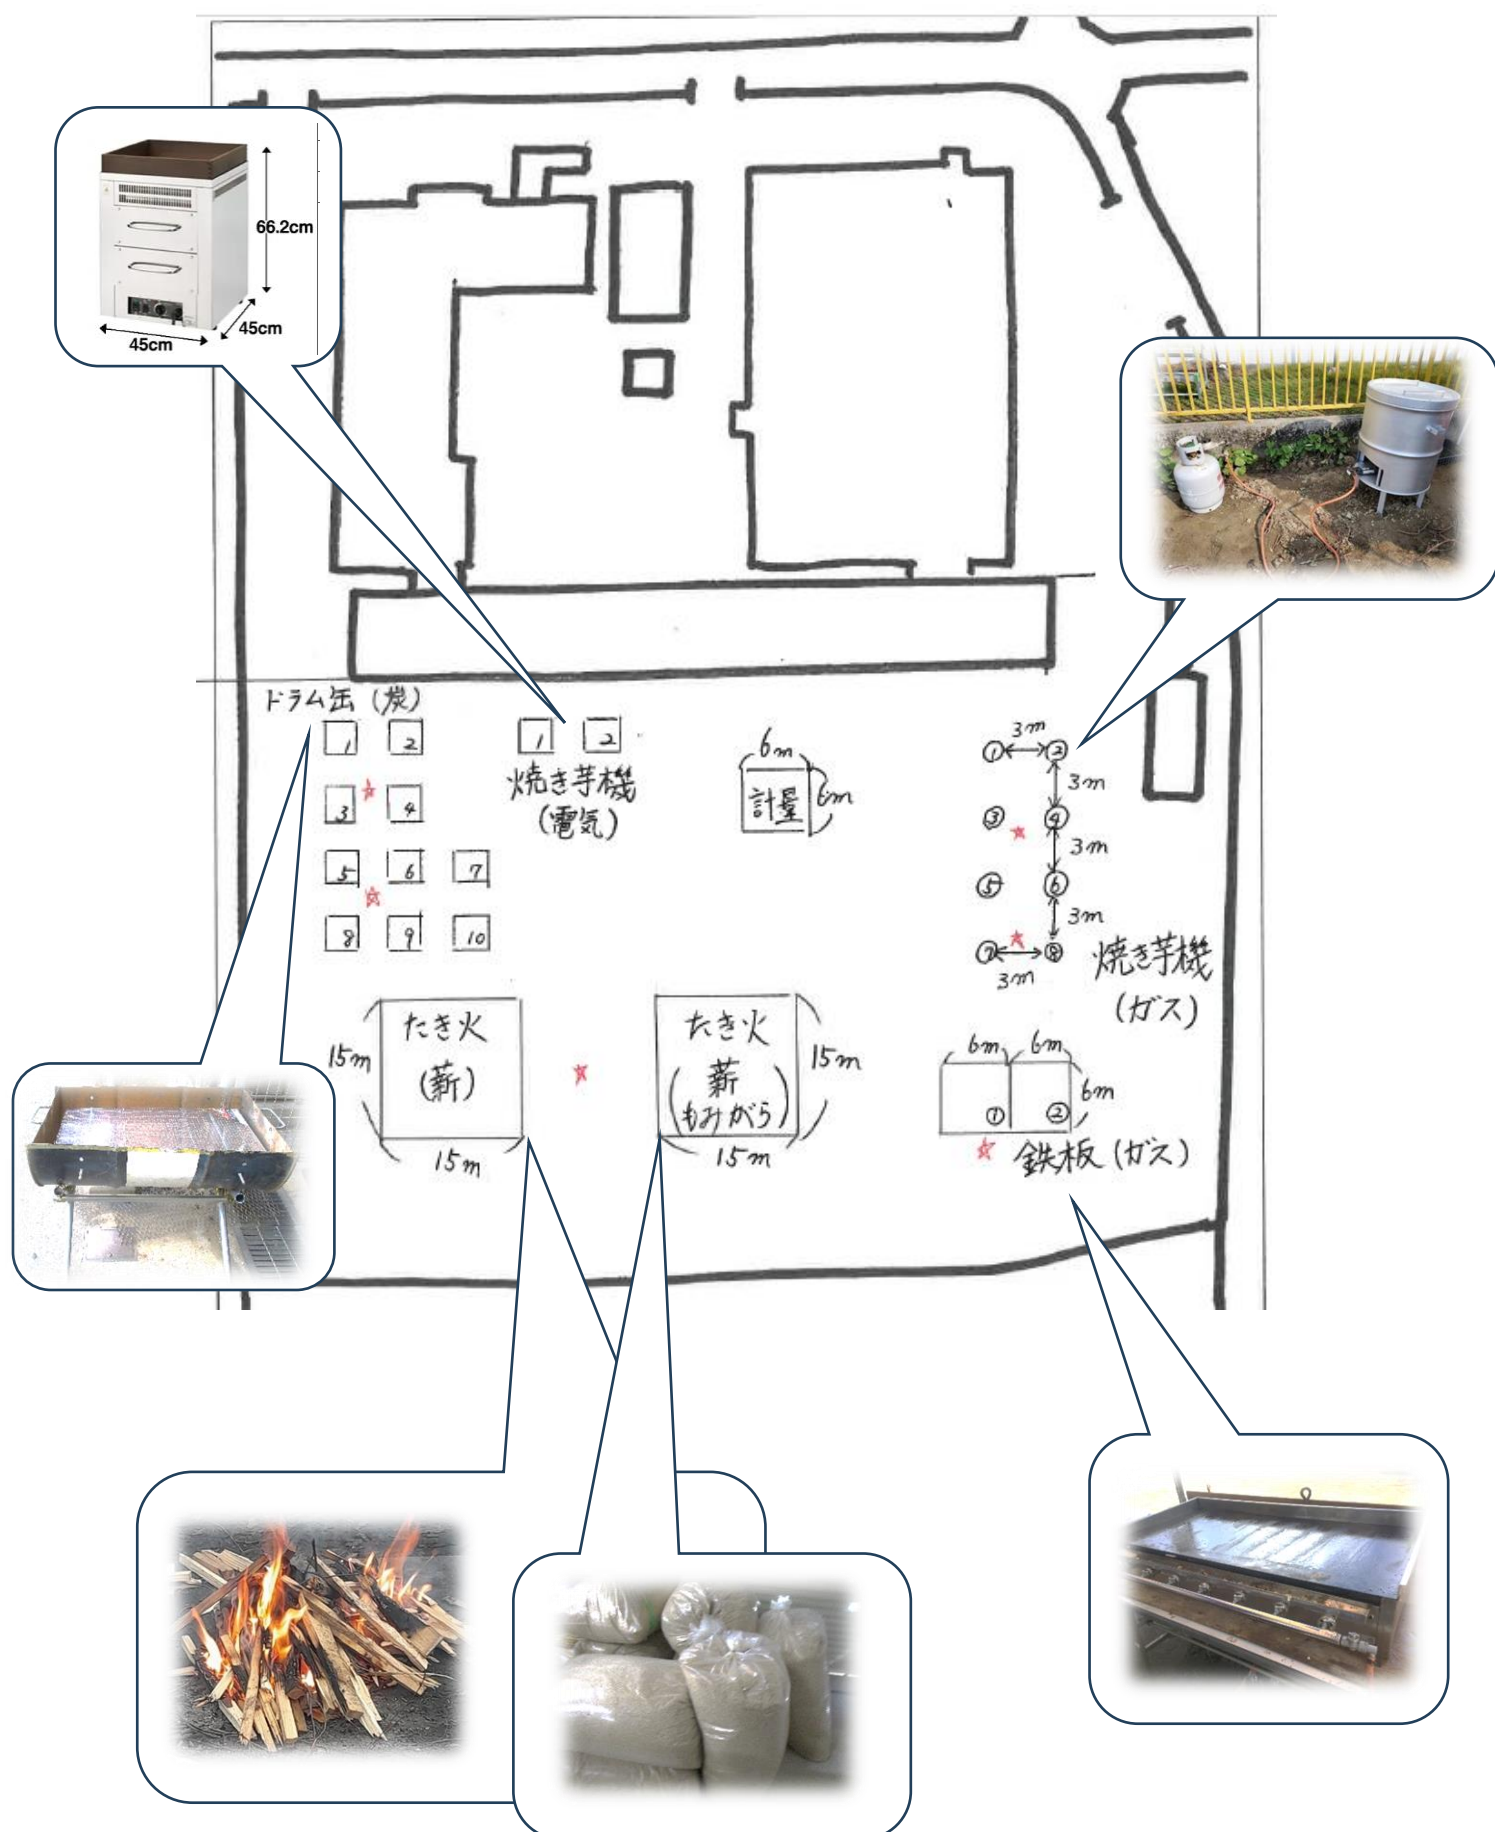 66.2cm
45cm
45cm
ドラム缶(炭)
1
2
3
4
5
6
7
8
9
10
1
2
焼き芋機
(電気)
6m
計量
6m
①
3m
②
3m
③
④
3m
⑤
⑥
3m
⑦
⑧
3m
焼き芋機
(ガス)
たき火
(薪)
15m
15m
たき火
(薪
もみがら)
15m
15m
6m
6m
6m
①
②
鉄板(ガス)